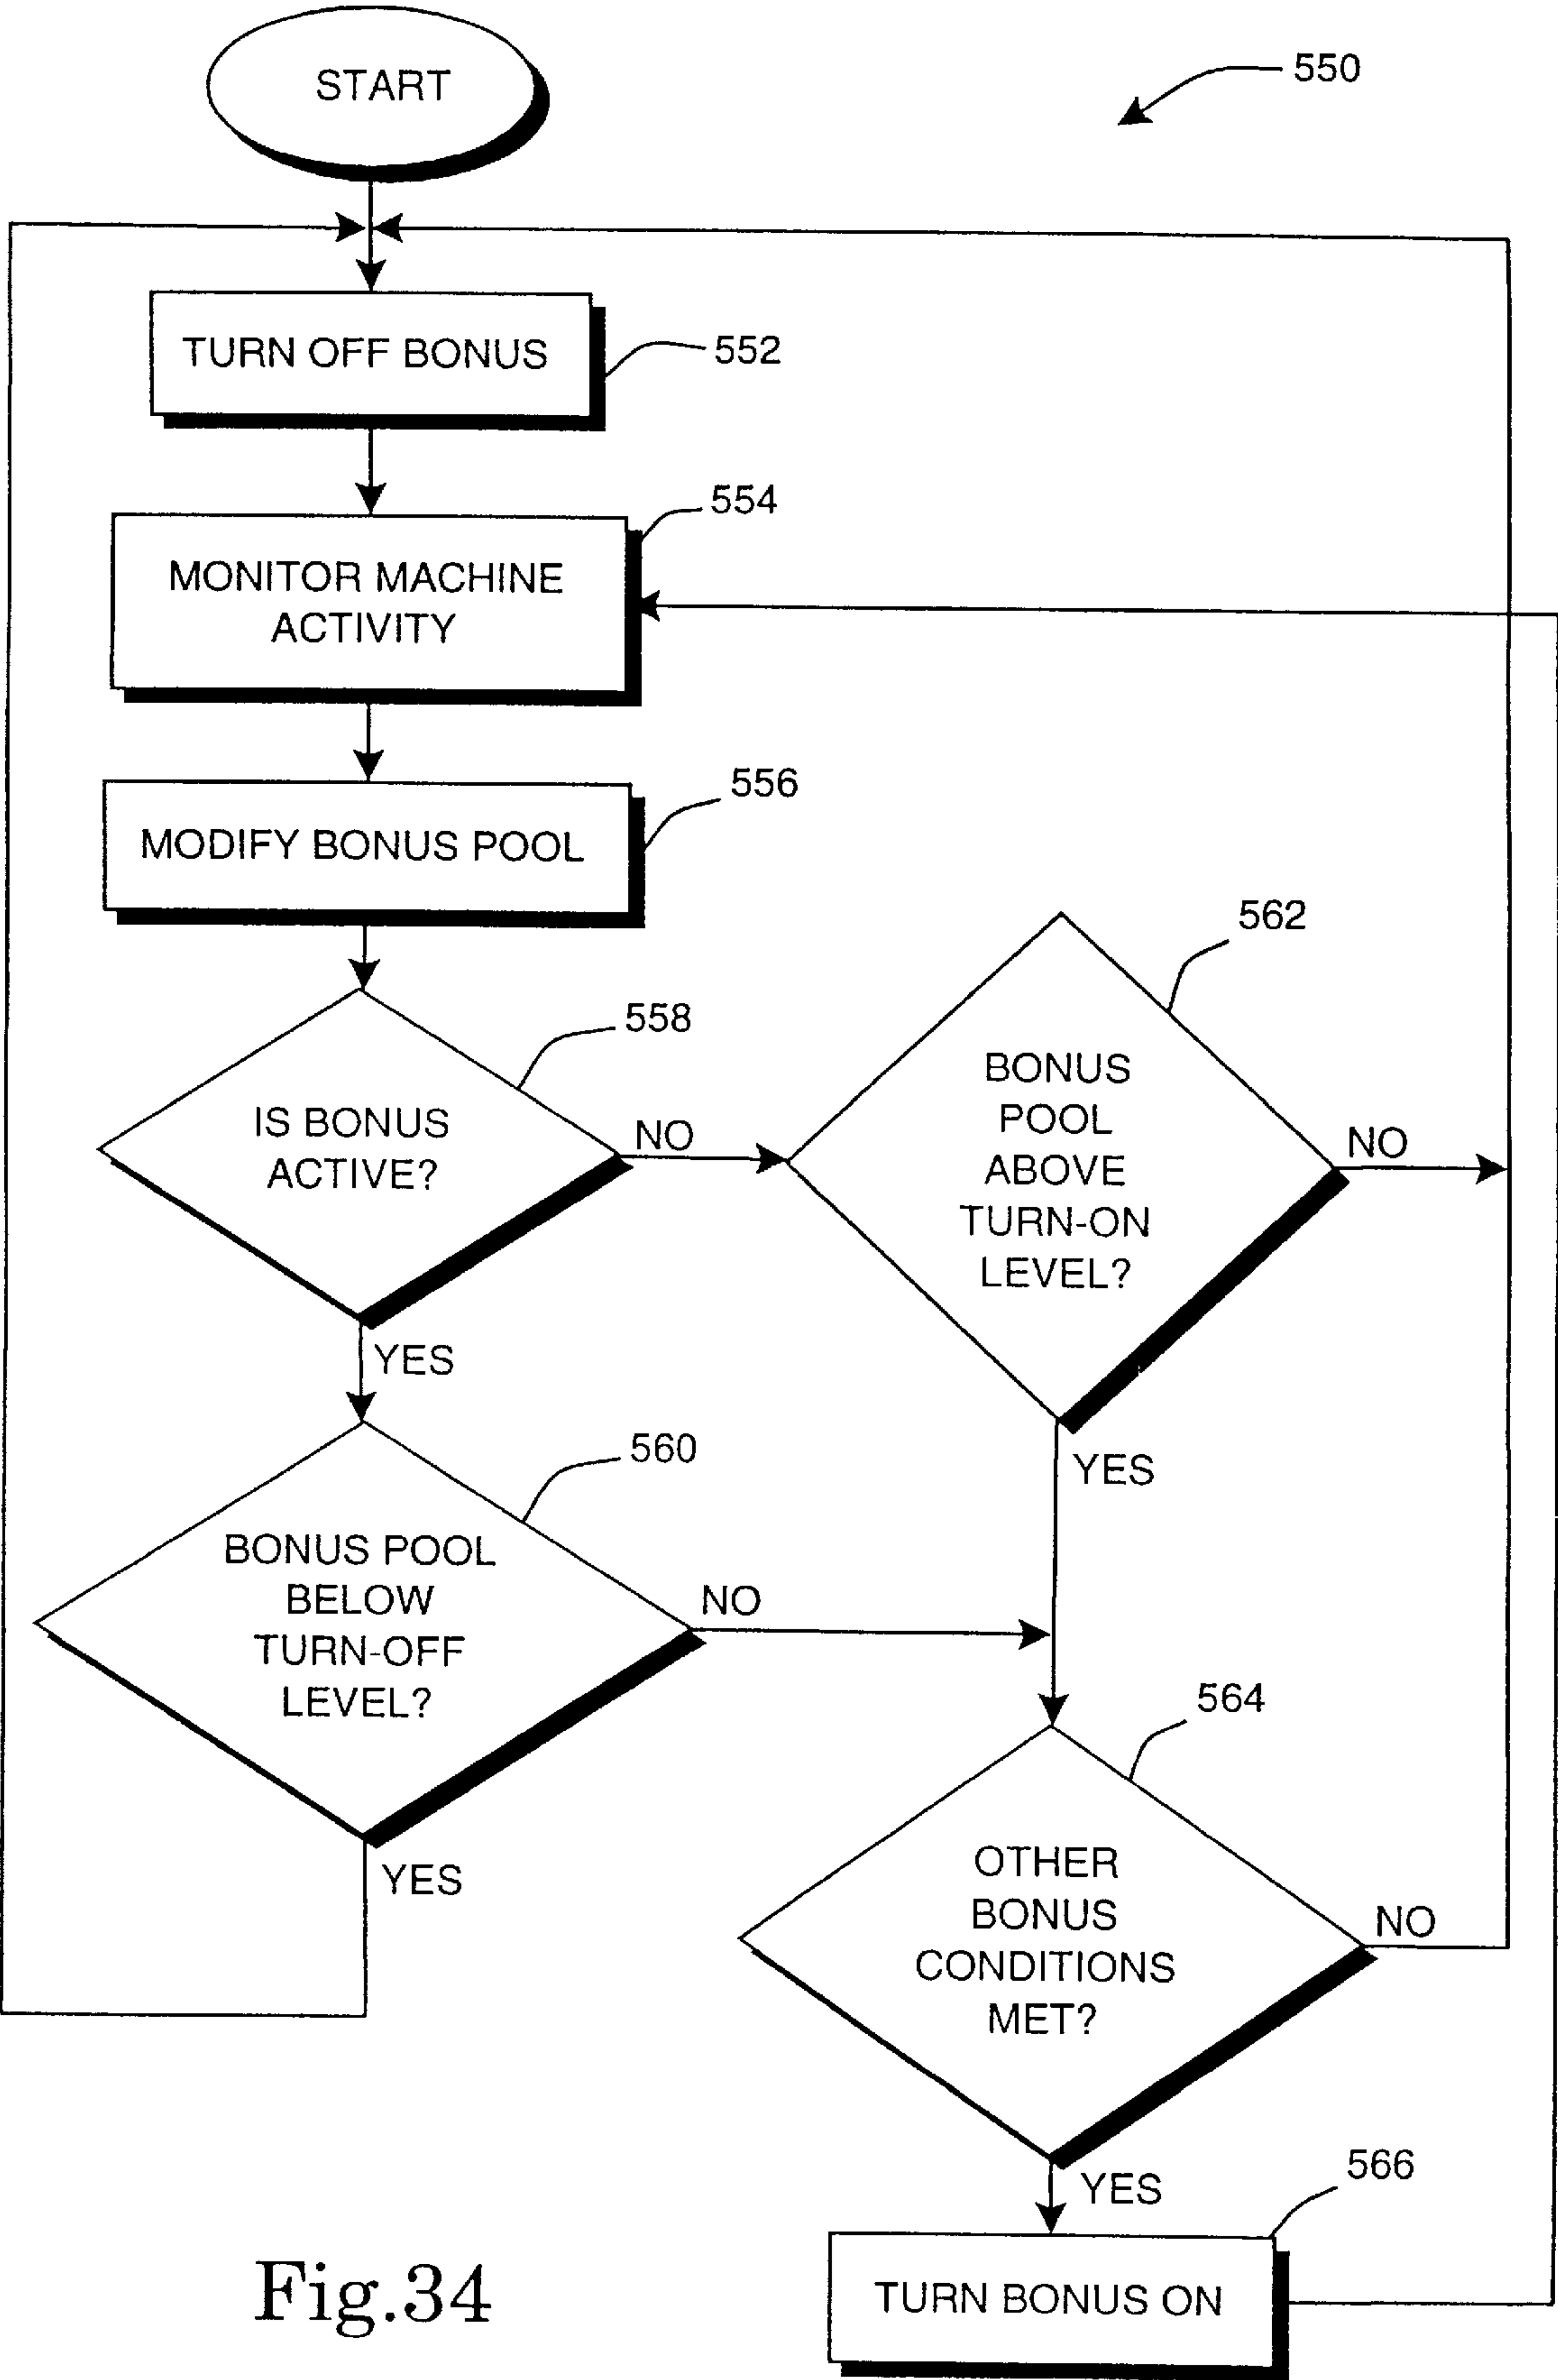 START
550
TURN OFF BONUS
552
554
MONITOR MACHINE
ACTIVITY
556
MODIFY BONUS POOL
562
558
BONUS
POOL
ABOVE
TURN-ON
LEVEL?
IS BONUS
ACTIVE?
NO
NO
YES
YES
560
BONUS POOL
BELOW
TURN-OFF
LEVEL?
NO
YES
564
OTHER
BONUS
CONDITIONS
MET?
NO
YES
566
TURN BONUS ON
Fig.34